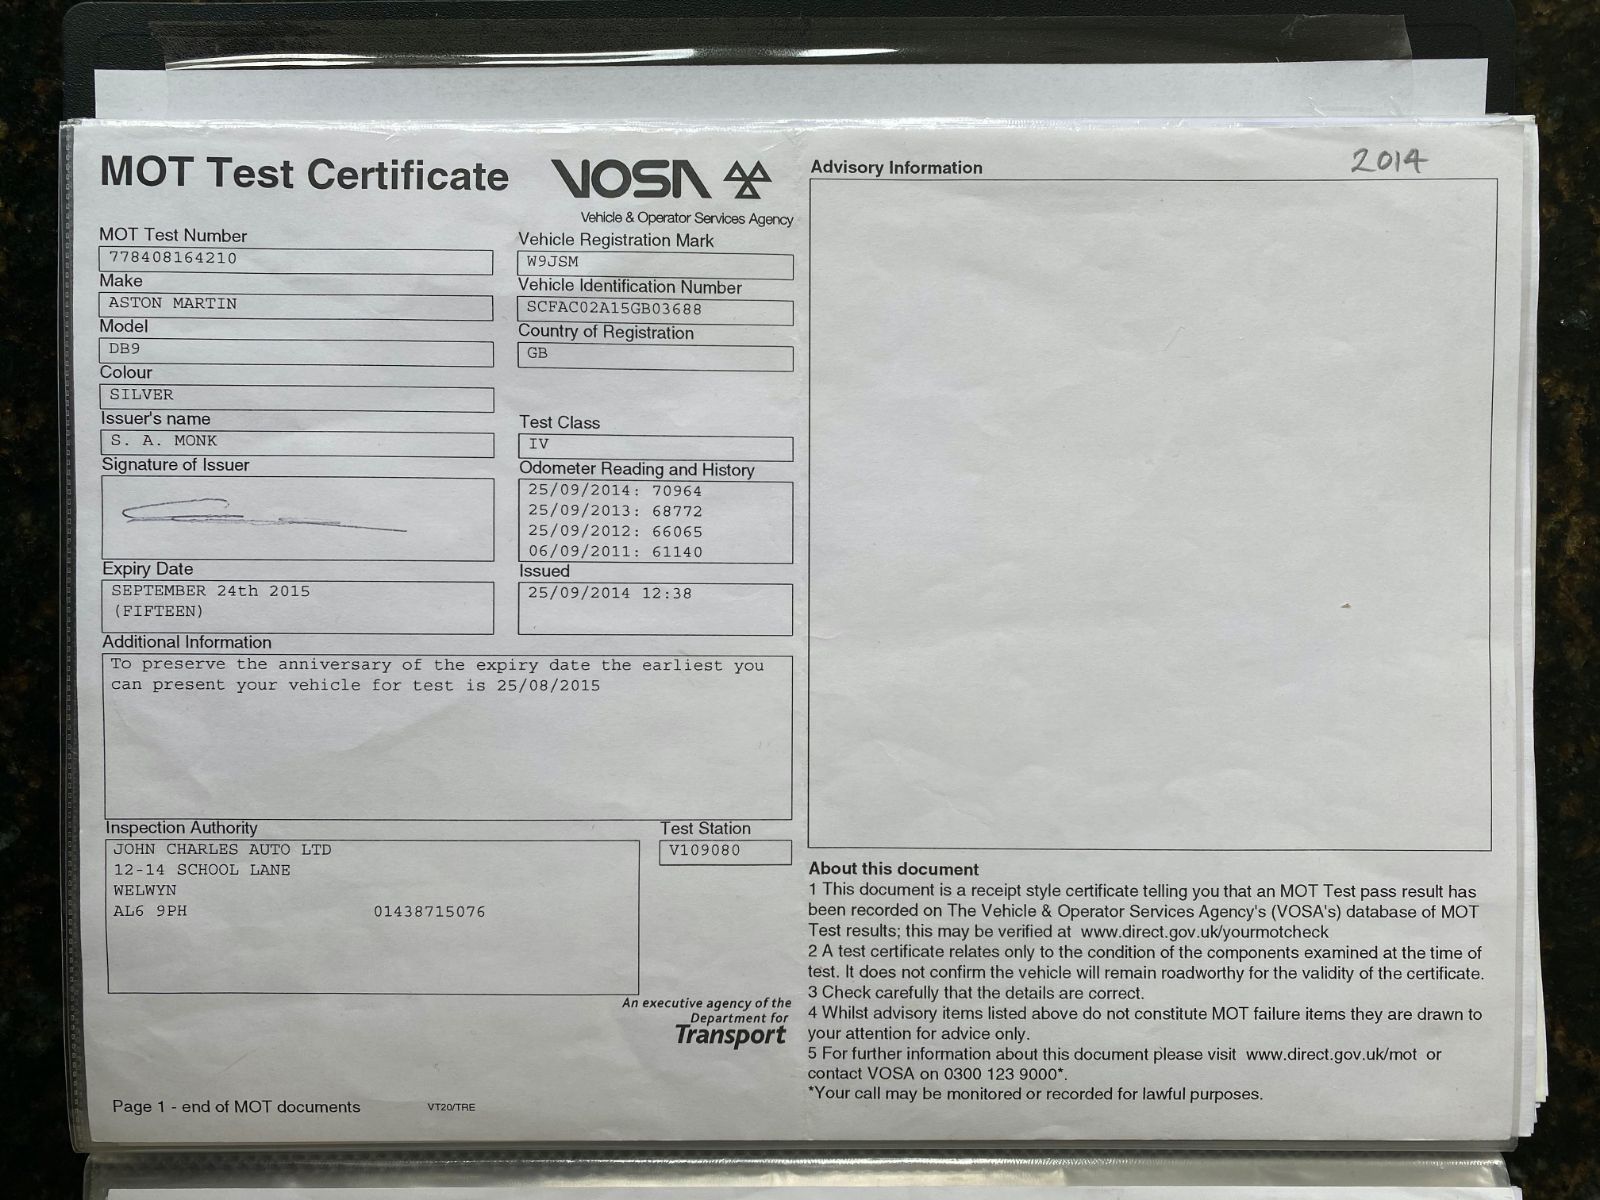 MOT Test Certificate
VOSA
Vehicle & Operator Services Agency
MOT Test Number
778408164210
Vehicle Registration Mark
W9JSM
Make
ASTON MARTIN
Vehicle Identification Number
SCFAC02A15GB03688
Model
DB9
Country of Registration
GB
Colour
SILVER
Issuer's name
S. A. MONK
Test Class
IV
Signature of Issuer
Odometer Reading and History
25/09/2014: 70964
25/09/2013: 68772
25/09/2012: 66065
06/09/2011: 61140
Expiry Date
SEPTEMBER 24th 2015
(FIFTEEN)
Issued
25/09/2014 12:38
Additional Information
To preserve the anniversary of the expiry date the earliest you
can present your vehicle for test is 25/08/2015
Inspection Authority
JOHN CHARLES AUTO LTD
12-14 SCHOOL LANE
WELWYN
AL6 9PH 01438715076
Test Station
V109080
An executive agency of the
Department for
Transport
Page 1 - end of MOT documents VT20/TRE
Advisory Information
2014
About this document
1 This document is a receipt style certificate telling you that an MOT Test pass result has
been recorded on The Vehicle & Operator Services Agency's (VOSA's) database of MOT
Test results; this may be verified at www.direct.gov.uk/yourmotcheck
2 A test certificate relates only to the condition of the components examined at the time of
test. It does not confirm the vehicle will remain roadworthy for the validity of the certificate.
3 Check carefully that the details are correct.
4 Whilst advisory items listed above do not constitute MOT failure items they are drawn to
your attention for advice only.
5 For further information about this document please visit www.direct.gov.uk/mot or
contact VOSA on 0300 123 9000*.
*Your call may be monitored or recorded for lawful purposes.